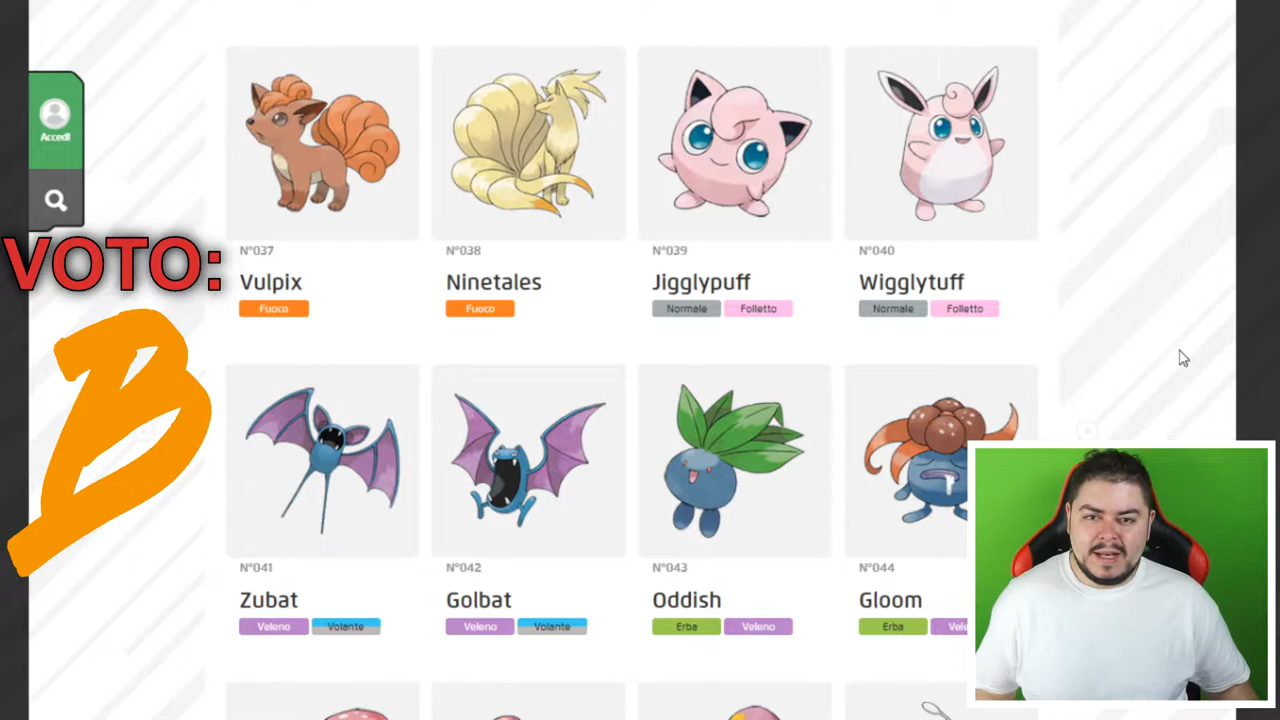 Accedi
VOTO:
B
N°037 N°038 N°039 N°040
Vulpix Ninetales Jigglypuff Wigglytuff
Fuoco Fuoco Normale Folletto Normale Folletto
N°041 N°042 N°043 N°044
Zubat Golbat Oddish Gloom
Veleno Volante Veleno Volante Erba Veleno Erba